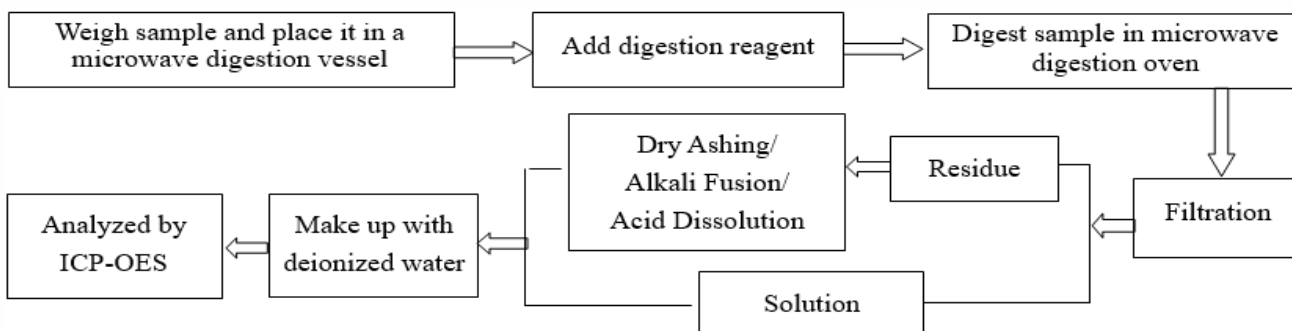 Weigh sample and place it in a
microwave digestion vessel
Add digestion reagent
Digest sample in microwave
digestion oven
Filtration
Residue
Dry Ashing/
Alkali Fusion/
Acid Dissolution
Solution
Make up with
deionized water
Analyzed by
ICP-OES